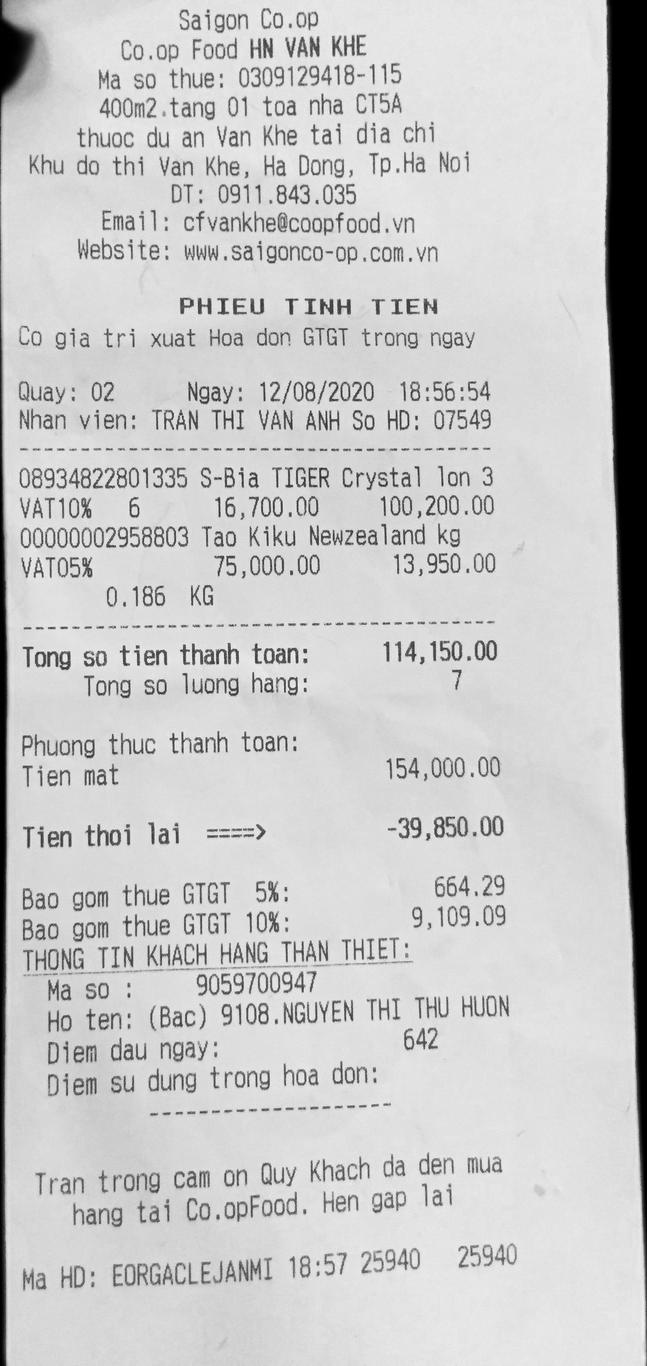 Saigon Co.op
Co.op Food HN VAN KHE
Ma so thue: 0309129418-115
400m2.tang 01 toa nha CT5A
thuoc du an Van Khe tai dia chi
Khu do thi Van Khe, Ha Dong, Tp.Ha Noi
DT: 0911.843.035
Email: cfvankhe@coopfood.vn
Website: www.saigonco-op.com.vn
PHIEU TINH TIEN
Co gia tri xuat Hoa don GTGT trong ngay
Quay: 02 Ngay: 12/08/2020 18:56:54
Nhan vien: TRAN THI VAN ANH So HD: 07549
08934822801335 S-Bia TIGER Crystal lon 3
VAT10% 6 16,700.00 100,200.00
00000002958803 Tao Kiku Newzealand kg
VAT05% 75,000.00 13,950.00
0.186 KG
Tong so tien thanh toan: 114,150.00
Tong so luong hang: 7
Phuong thuc thanh toan:
Tien mat 154,000.00
Tien thoi lai ====> -39,850.00
Bao gom thue GTGT 5%: 664.29
Bao gom thue GTGT 10%: 9,109.09
THONG TIN KHACH HANG THAN THIET:
Ma so : 9059700947
Ho ten: (Bac) 9108.NGUYEN THI THU HUON
Diem dau ngay: 642
Diem su dung trong hoa don:
Tran trong cam on Quy Khach da den mua
hang tai Co.opFood. Hen gap lai
Ma HD: EORGACLEJANMI 18:57 25940 25940